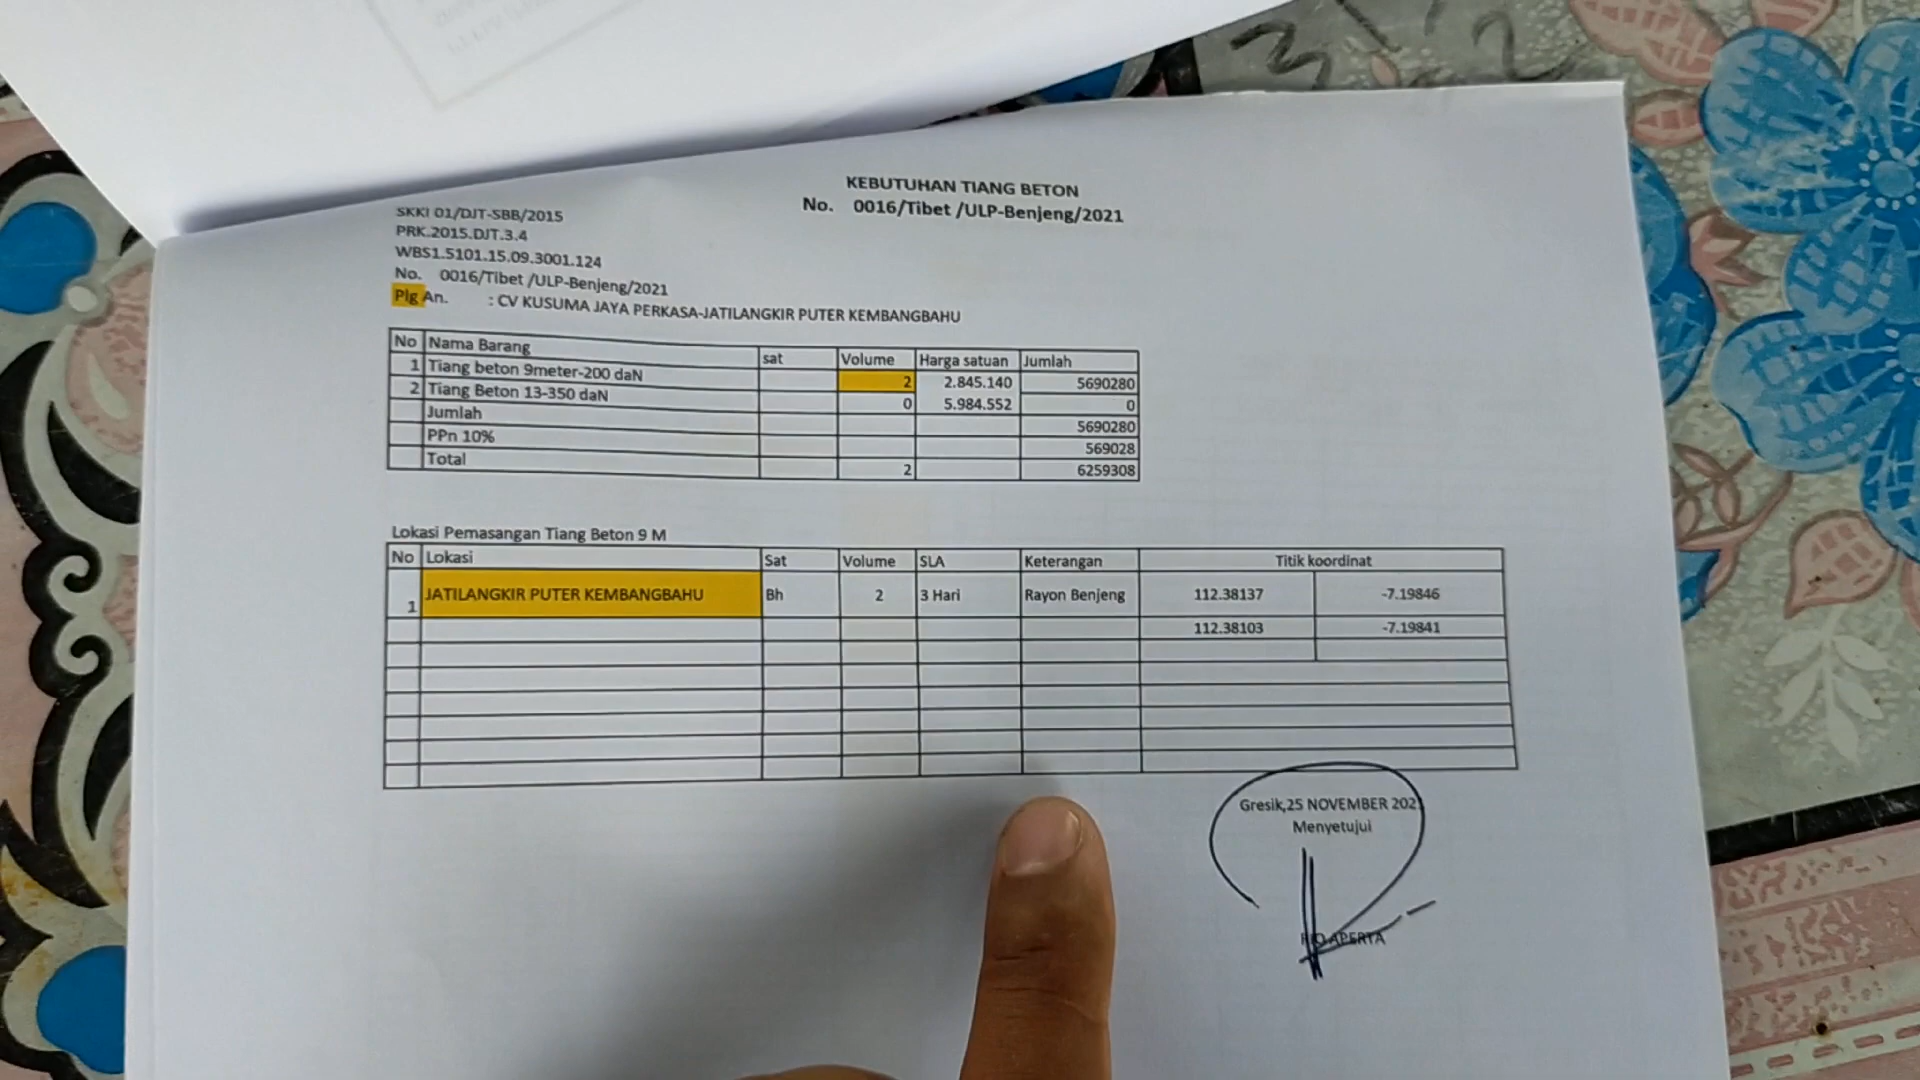 KEBUTUHAN TIANG BETON
No. 0016/Tibet /ULP-Benjeng/2021
SKKI 01/DJT-SBB/2015
PRK.2015.DJT.3.4
WBS1.5101.15.09.3001.124
No. 0016/Tibet /ULP-Benjeng/2021
Plg An. : CV KUSUMA JAYA PERKASA-JATILANGKIR PUTER KEMBANGBAHU
No Nama Barang sat Volume Harga satuan Jumlah
1 Tiang beton 9meter-200 daN 2 2.845.140 5690280
2 Tiang Beton 13-350 daN 0 5.984.552 0
Jumlah 5690280
PPn 10% 569028
Total 2 6259308
Lokasi Pemasangan Tiang Beton 9 M
No Lokasi Sat Volume SLA Keterangan Titik koordinat
1 JATILANGKIR PUTER KEMBANGBAHU Bh 2 3 Hari Rayon Benjeng 112.38137 -7.19846
112.38103 -7.19841
Gresik,25 NOVEMBER 2021
Menyetujui
APERTA